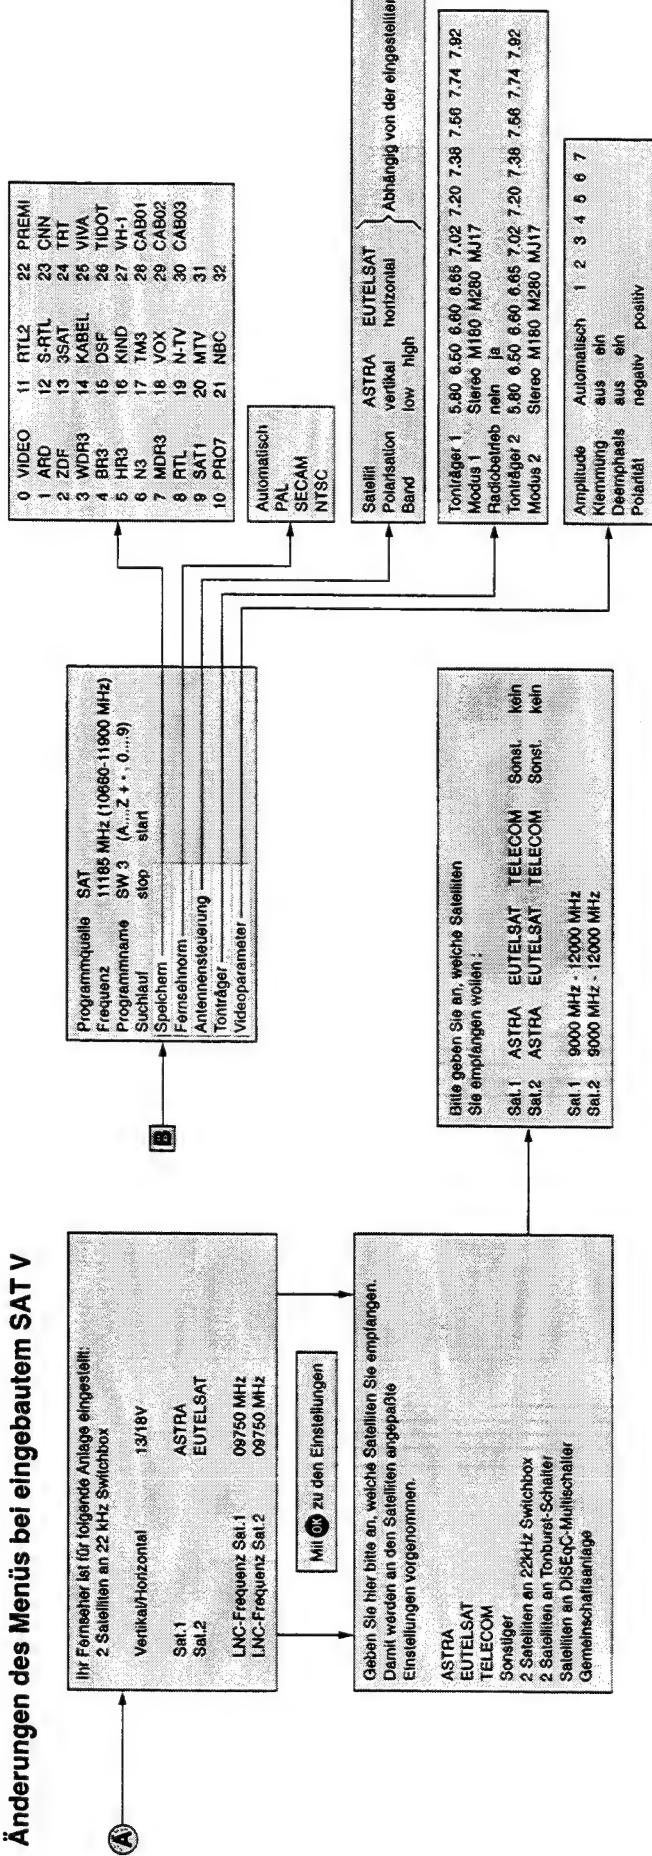 Änderungen des Menüs bei eingebautem SAT V
A
Ihr Fernseher ist für folgende Anlage eingestellt:
2 Satelliten an 22 kHz Switchbox
Vertikal/Horizontal 13/18V
Sat.1 ASTRA
Sat.2 EUTELSAT
LNC-Frequenz Sat.1 09750 MHz
LNC-Frequenz Sat.2 09750 MHz
Mit OK zu den Einstellungen
Geben Sie hier bitte an, welche Satelliten Sie empfangen.
Damit werden an den Satelliten angepaßte
Einstellungen vorgenommen.
ASTRA
EUTELSAT
TELECOM
Sonstiger
2 Satelliten an 22kHz Switchbox
2 Satelliten an Tonburst-Schalter
Satelliten an DiSEqC-Multischalter
Gemeinschaftsanlage
B
Programmquelle SAT
Frequenz 11185 MHz (10660-11900 MHz)
Programmname SW 3 (A....Z + - , 0....9)
Suchlauf stop start
Speichern
Fernsehnorm
Antennensteuerung
Tonträger
Videoparameter
Bitte geben Sie an, welche Satelliten
Sie empfangen wollen :
Sat.1 ASTRA EUTELSAT TELECOM Sonst. kein
Sat.2 ASTRA EUTELSAT TELECOM Sonst. kein
Sat.1 9000 MHz - 12000 MHz
Sat.2 9000 MHz - 12000 MHz
0 VIDEO 11 RTL2 22 PREMI
1 ARD 12 S-RTL 23 CNN
2 ZDF 13 3SAT 24 TRT
3 WDR3 14 KABEL 25 VIVA
4 BR3 15 DSF 26 TIDOT
5 HR3 16 KIND 27 VH-1
6 N3 17 TM3 28 CAB01
7 MDR3 18 VOX 29 CAB02
8 RTL 19 N-TV 30 CAB03
9 SAT1 20 MTV 31
10 PRO7 21 NBC 32
Automatisch
PAL
SECAM
NTSC
Satellit ASTRA EUTELSAT
Polarisation vertikal horizontal
Band low high
Abhängig von der eingestellten
Tonträger 1 5.80 6.50 6.60 6.65 7.02 7.20 7.38 7.56 7.74 7.92
Modus 1 Stereo M160 M280 MJ17
Radiobetrieb nein ja
Tonträger 2 5.80 6.50 6.60 6.65 7.02 7.20 7.38 7.56 7.74 7.92
Modus 2 Stereo M160 M280 MJ17
Amplitude Automatisch 1 2 3 4 5 6 7
Klemmung aus ein
Deemphasis aus ein
Polarität negativ positiv